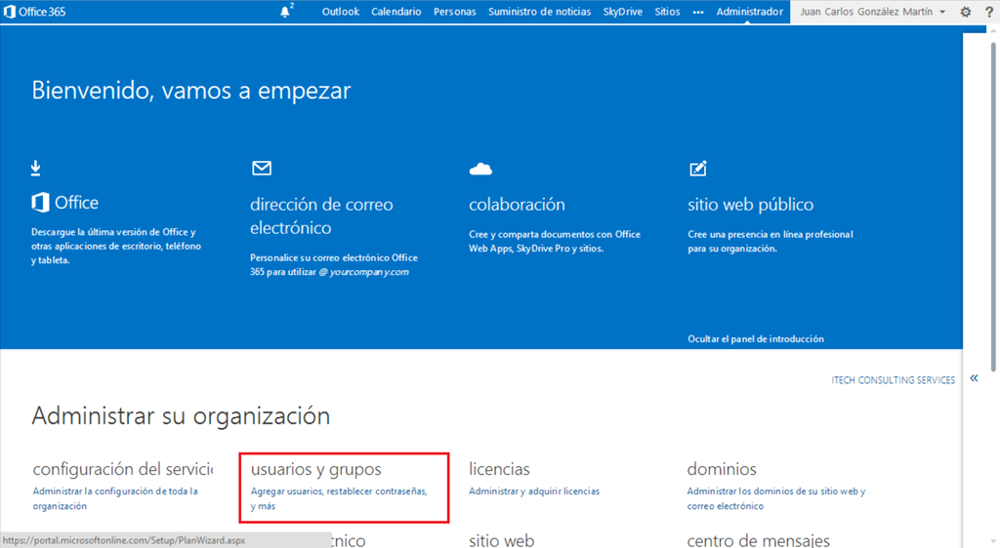 Office 365
2
Outlook Calendario Personas Suministro de noticias SkyDrive Sitios ••• Administrador Juan Carlos González Martín ?
Bienvenido, vamos a empezar
Office
Descargue la última versión de Office y
otras aplicaciones de escritorio, teléfono
y tableta.
dirección de correo
electrónico
Personalice su correo electrónico Office
365 para utilizar @ yourcompany.com
colaboración
Cree y comparta documentos con Office
Web Apps, SkyDrive Pro y sitios.
sitio web público
Cree una presencia en línea profesional
para su organización.
Ocultar el panel de introducción
ITECH CONSULTING SERVICES «
Administrar su organización
configuración del servici
Administrar la configuración de toda la
organización
usuarios y grupos
Agregar usuarios, restablecer contraseñas,
y más
licencias
Administrar y adquirir licencias
dominios
Administrar los dominios de su sitio web y
correo electrónico
https://portal.microsoftonline.com/Setup/PlanWizard.aspx
cnico
sitio web
centro de mensajes